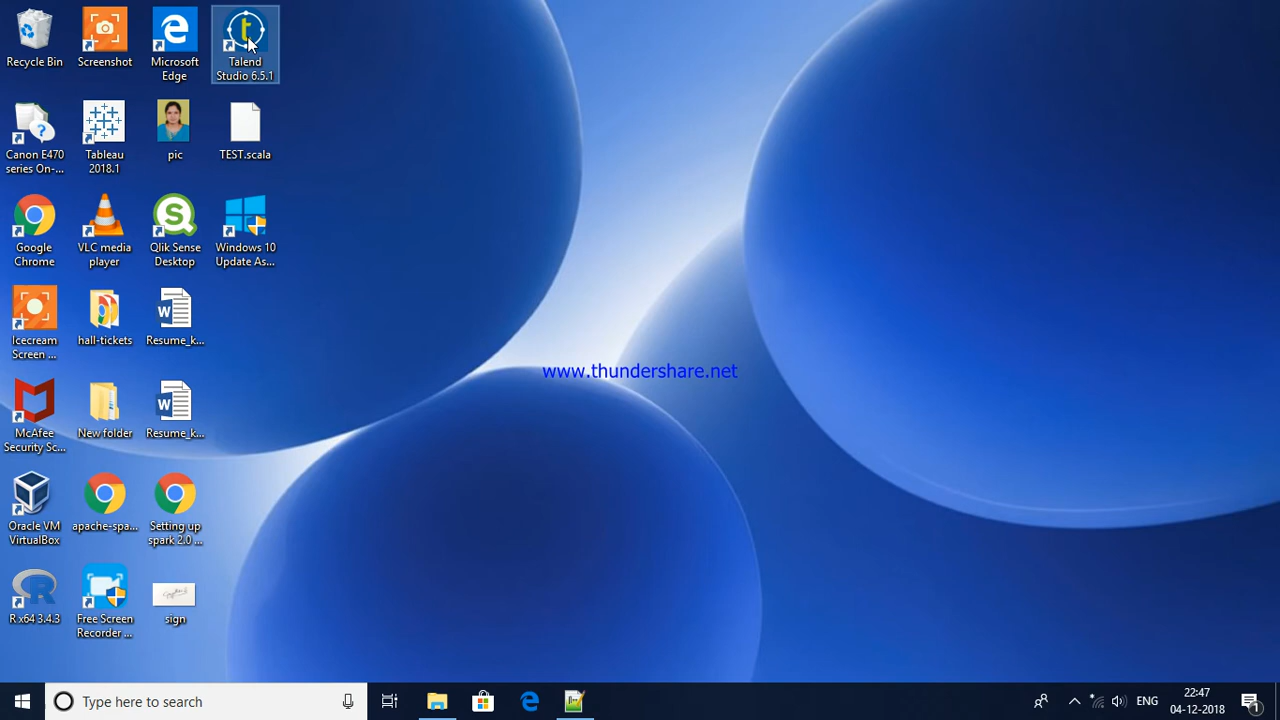 Recycle Bin
Screenshot
Microsoft Edge
Talend Studio 6.5.1
Canon E470 series On-...
Tableau 2018.1
pic
TEST.scala
Google Chrome
VLC media player
Qlik Sense Desktop
Windows 10 Update As...
Icecream Screen ...
hall-tickets
Resume_k...
McAfee Security Sc...
New folder
Resume_k...
Oracle VM VirtualBox
apache-spa...
Setting up spark 2.0 ...
R x64 3.4.3
Free Screen Recorder ...
sign
www.thundershare.net
Type here to search
ENG
22:47
04-12-2018
1